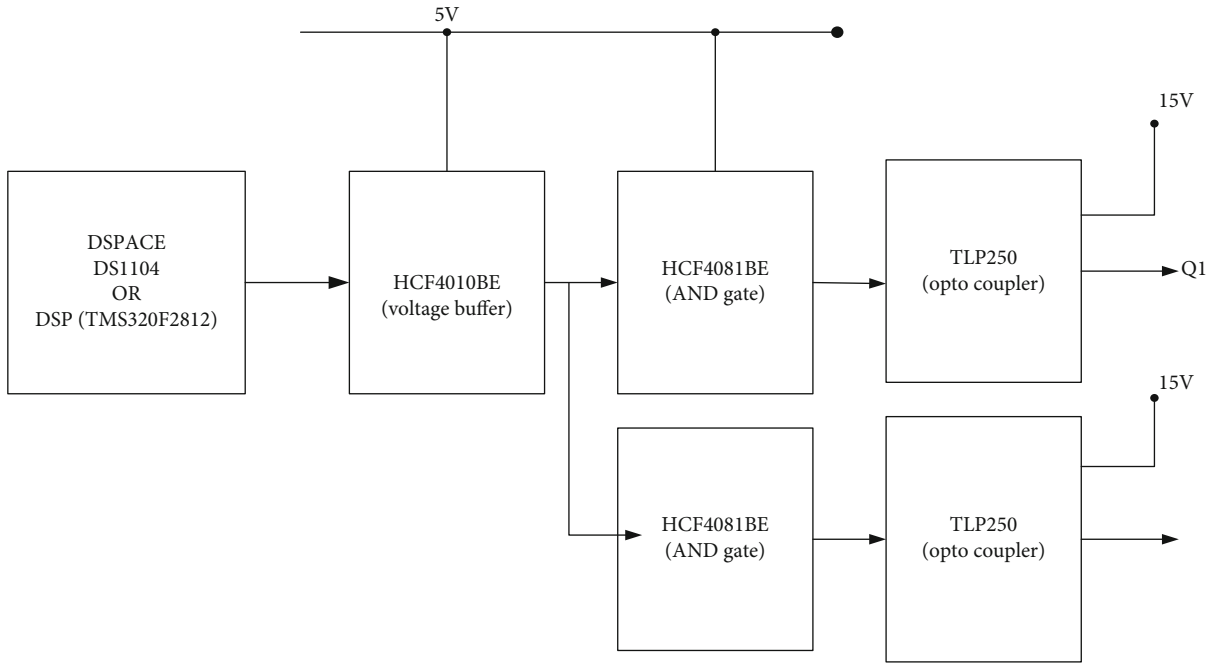 5V
15V
DSPACE
DS1104
OR
DSP (TMS320F2812)
HCF4010BE
(voltage buffer)
HCF4081BE
(AND gate)
TLP250
(opto coupler)
Q1
15V
HCF4081BE
(AND gate)
TLP250
(opto coupler)